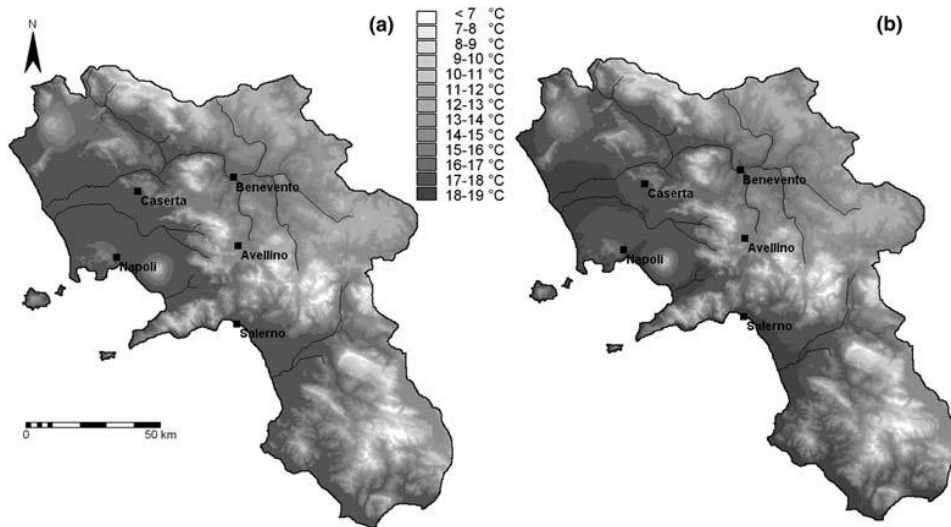 N
(a)
< 7 °C
7-8 °C
8-9 °C
9-10 °C
10-11 °C
11-12 °C
12-13 °C
13-14 °C
14-15 °C
15-16 °C
16-17 °C
17-18 °C
18-19 °C
(b)
Benevento
Caserta
Avellino
Napoli
Salerno
0 50 km
Benevento
Caserta
Avellino
Napoli
Salerno